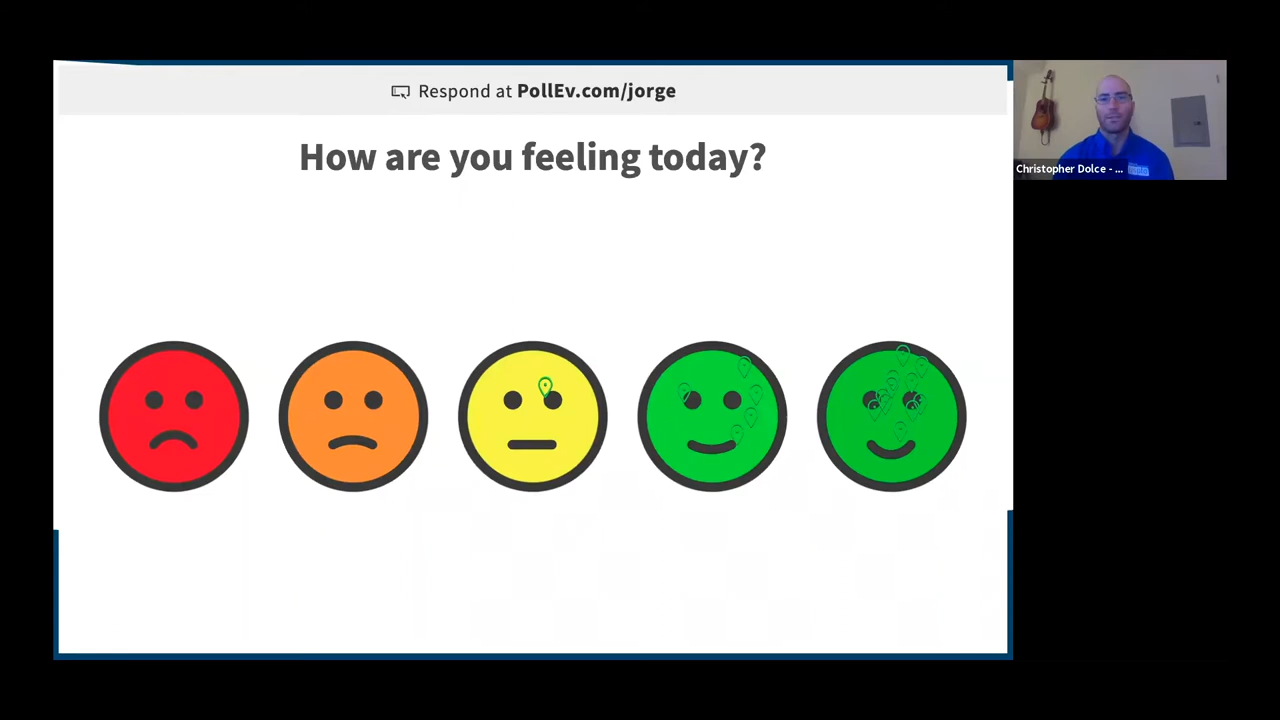 Respond at PollEv.com/jorge
How are you feeling today?
Christopher Dolce - ...